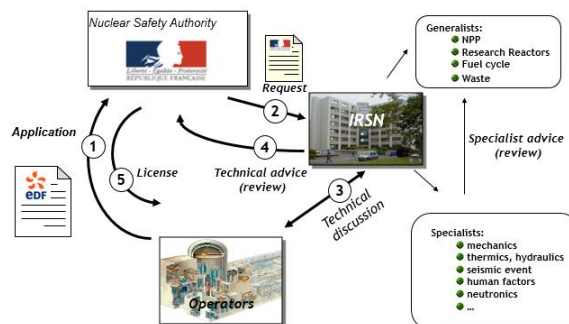 Nuclear Safety Authority
Liberté • Égalité • Fraternité
RÉPUBLIQUE FRANÇAISE
Request
2
Application
1
eDF
5
License
4
Technical advice
(review)
IRSN
3
Technical
discussion
Operators
Generalists:
NPP
Research Reactors
Fuel cycle
Waste
Specialist advice
(review)
Specialists:
mechanics
thermics, hydraulics
seismic event
human factors
neutronics
...